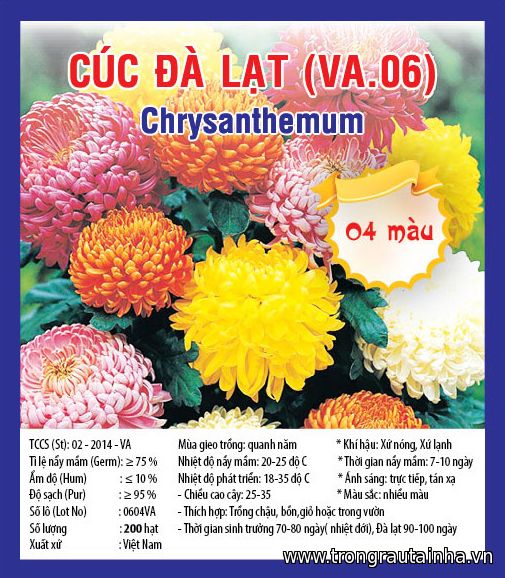 CÚC ĐÀ LẠT (VA.06)
Chrysanthemum
04 màu
TCCS (St): 02 - 2014 - VA
Tỉ lệ nẩy mầm (Germ): ≥ 75 %
Ẩm độ (Hum) : ≤ 10 %
Độ sạch (Pur) : ≥ 95 %
Số lô (Lot No) : 0604VA
Số lượng : 200 hạt
Xuất xứ : Việt Nam
Mùa gieo trồng: quanh năm
Nhiệt độ nẩy mầm: 20-25 độ C
Nhiệt độ phát triển: 18-35 độ C
- Chiều cao cây: 25-35
- Thích hợp: Trồng chậu, bồn,giỏ hoặc trong vườn
- Thời gian sinh trưởng 70-80 ngày( nhiệt đới), Đà lạt 90-100 ngày
* Khí hậu: Xứ nóng, Xứ lạnh
* Thời gian nẩy mầm: 7-10 ngày
* Ánh sáng: trực tiếp, tán xạ
* Màu sắc: nhiều màu
www.trongrautainha.vn